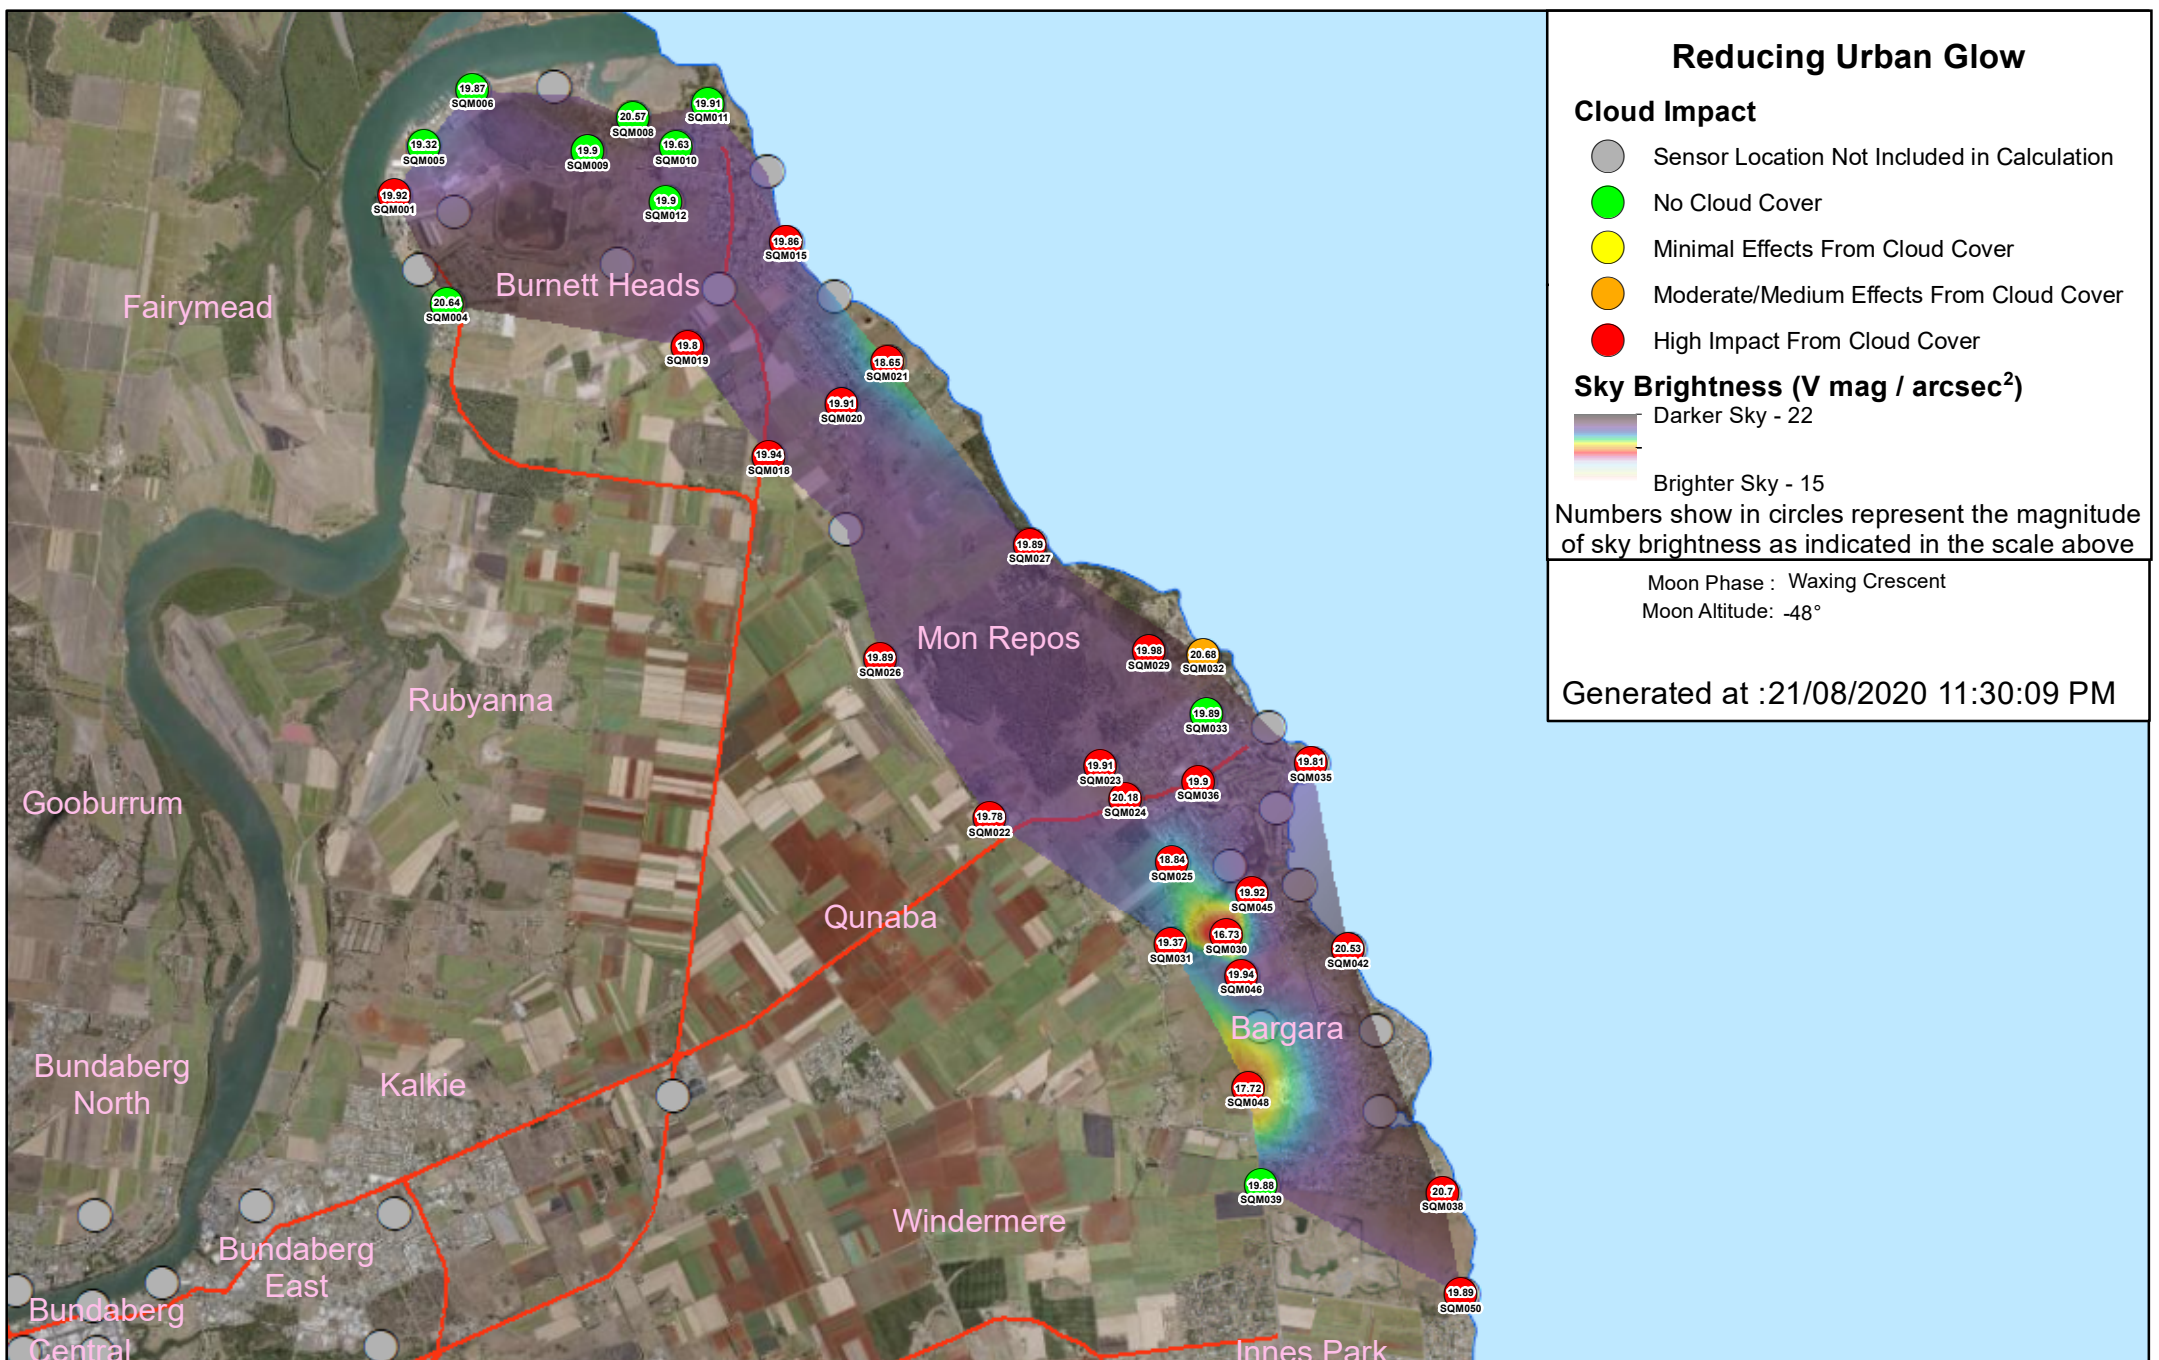 Reducing Urban Glow
Cloud Impact
Sensor Location Not Included in Calculation
No Cloud Cover
Minimal Effects From Cloud Cover
Moderate/Medium Effects From Cloud Cover
High Impact From Cloud Cover
Sky Brightness (V mag / arcsec²)
Darker Sky - 22
Brighter Sky - 15
Numbers show in circles represent the magnitude
of sky brightness as indicated in the scale above
Moon Phase : Waxing Crescent
Moon Altitude: -48°
Generated at :21/08/2020 11:30:09 PM
19.87
SQM006
19.91
SQM011
20.57
SQM008
19.32
SQM005
19.9
SQM009
19.63
SQM010
19.92
SQM001
19.9
SQM012
19.86
SQM015
Burnett Heads
Fairymead
20.64
SQM004
19.8
SQM019
18.65
SQM021
19.91
SQM020
19.94
SQM018
19.89
SQM027
Mon Repos
19.89
SQM026
19.98
SQM029
20.68
SQM032
Rubyanna
19.89
SQM033
19.91
SQM023
19.9
SQM036
19.81
SQM035
20.18
SQM024
Gooburrum
19.78
SQM022
18.84
SQM025
19.92
SQM045
Qunaba
19.37
SQM031
16.73
SQM030
20.53
SQM042
19.94
SQM046
Bargara
Bundaberg
North
Kalkie
17.72
SQM048
19.88
SQM039
20.7
SQM038
Windermere
Bundaberg
East
19.89
SQM050
Bundaberg
Central
Innes Park